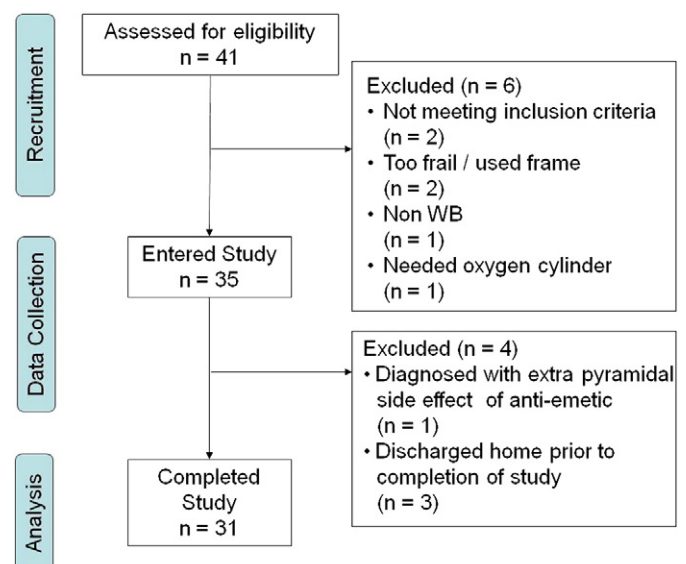 Recruitment
Assessed for eligibility
n = 41
Excluded (n = 6)
• Not meeting inclusion criteria
(n = 2)
• Too frail / used frame
(n = 2)
• Non WB
(n = 1)
• Needed oxygen cylinder
(n = 1)
Data Collection
Entered Study
n = 35
Excluded (n = 4)
• Diagnosed with extra pyramidal
side effect of anti-emetic
(n = 1)
• Discharged home prior to
completion of study
(n = 3)
Analysis
Completed
Study
n = 31